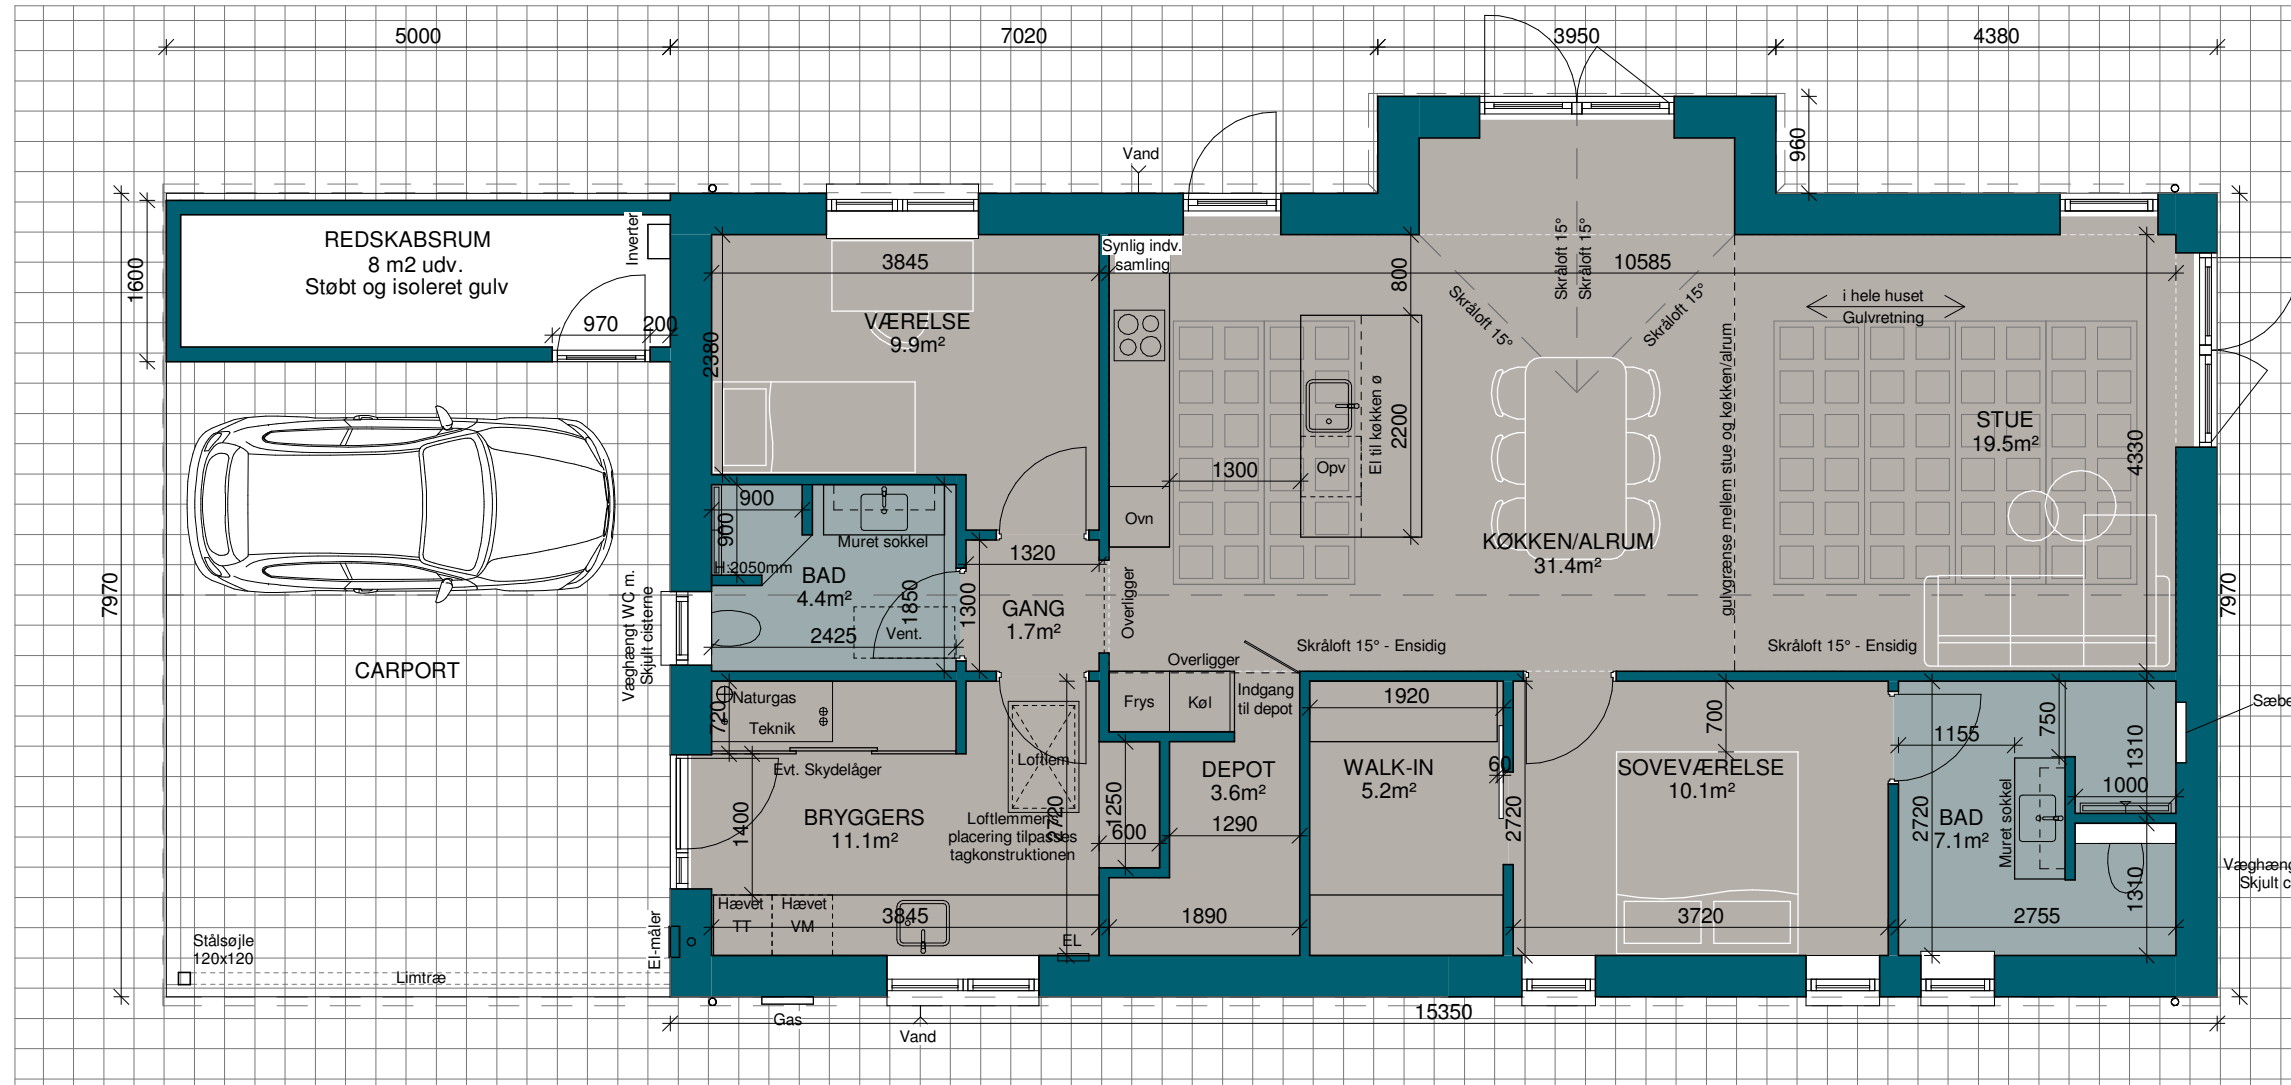 5000
7020
3950
4380
960
Vand
REDSKABSRUM
8 m2 udv.
Støbt og isoleret gulv
Inverter
1600
970
200
7970
CARPORT
Stålsøjle
120x120
Limtræ
El-måler
Væghængt WC m.
Skjult cisterne
3845
VÆRELSE
9.9m²
2380
Synlig indv.
samling
800
10585
Skråloft 15°
Skråloft 15°
Skråloft 15°
Skråloft 15°
i hele huset
Gulvretning
gulvgrænse mellem stue og køkken/alrum
STUE
19.5m²
4330
7970
El til køkken ø
2200
1300
Opv
Ovn
KØKKEN/ALRUM
31.4m²
900
900
Muret sokkel
H:2050mm
BAD
4.4m²
1850
2425
Vent.
1320
1300
GANG
1.7m²
Overligger
Overligger
Skråloft 15° - Ensidig
Skråloft 15° - Ensidig
Naturgas
Teknik
720
Evt. Skydelåger
Loftlem
Frys
Køl
Indgang
til depot
1920
700
1155
750
1310
Sæbe
BRYGGERS
11.1m²
1400
Loftlemmens
placering tilpasses
tagkonstruktionen
2720
1250
600
DEPOT
3.6m²
1290
WALK-IN
5.2m²
60
2720
SOVEVÆRELSE
10.1m²
1000
2720
BAD
7.1m²
Muret sokkel
1310
Væghæng
Skjult c
Hævet
TT
Hævet
VM
3845
EL
1890
3720
2755
15350
Gas
Vand